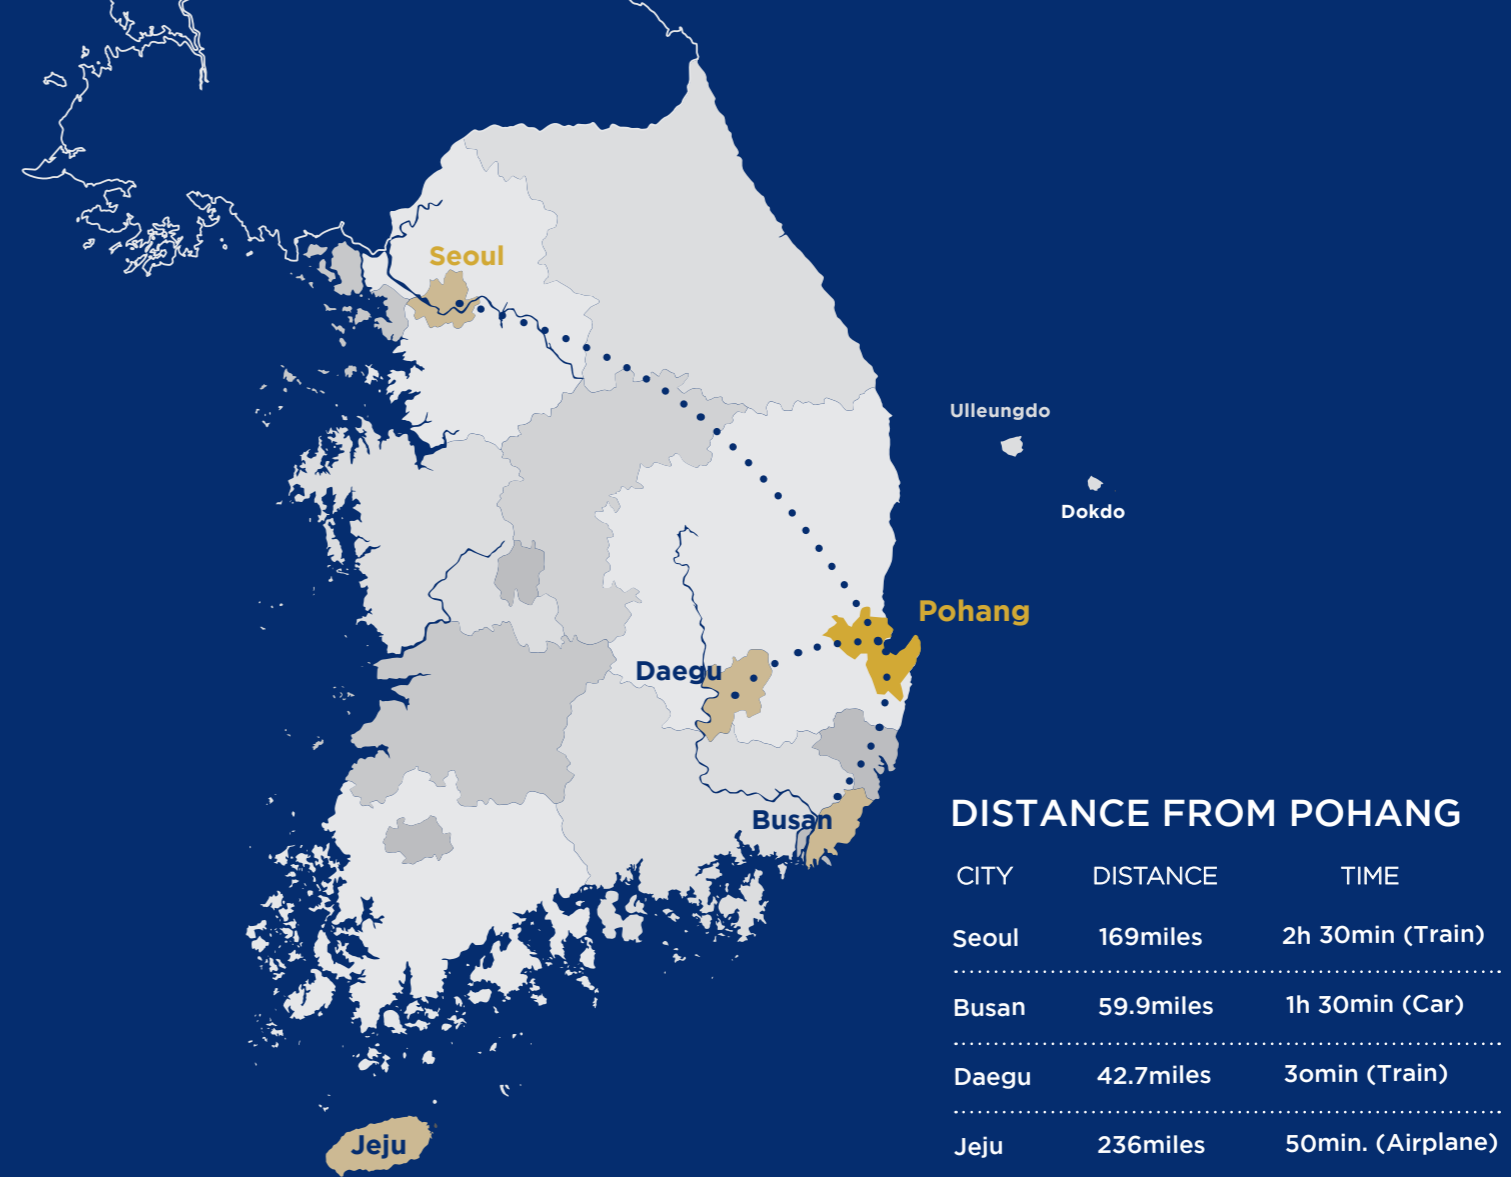 Seoul
Ulleungdo
Dokdo
Pohang
Daegu
Busan
Jeju
DISTANCE FROM POHANG
CITY DISTANCE TIME
Seoul 169miles 2h 30min (Train)
Busan 59.9miles 1h 30min (Car)
Daegu 42.7miles 3omin (Train)
Jeju 236miles 50min. (Airplane)